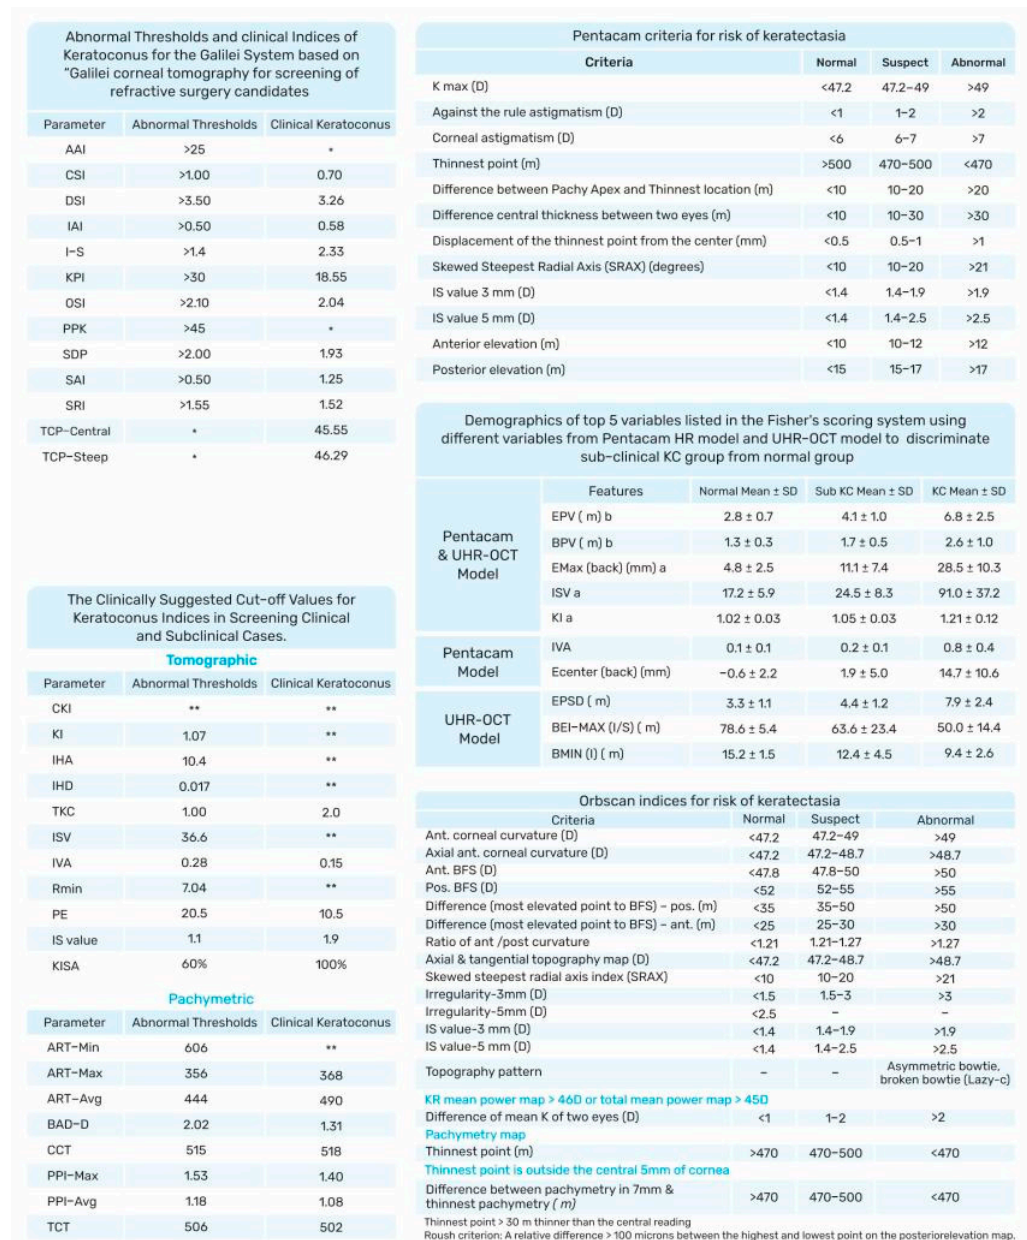 Abnormal Thresholds and clinical Indices of
Keratoconus for the Galilei System based on
"Galilei corneal tomography for screening of
refractive surgery candidates
Parameter Abnormal Thresholds Clinical Keratoconus
AAI >25 *
CSI >1.00 0.70
DSI >3.50 3.26
IAI >0.50 0.58
I-S >1.4 2.33
KPI >30 18.55
OSI >2.10 2.04
PPK >45 *
SDP >2.00 1.93
SAI >0.50 1.25
SRI >1.55 1.52
TCP-Central * 45.55
TCP-Steep * 46.29
The Clinically Suggested Cut-off Values for
Keratoconus Indices in Screening Clinical
and Subclinical Cases.
Tomographic
Parameter Abnormal Thresholds Clinical Keratoconus
CKI ** **
KI 1.07 **
IHA 10.4 **
IHD 0.017 **
TKC 1.00 2.0
ISV 36.6 **
IVA 0.28 0.15
Rmin 7.04 **
PE 20.5 10.5
IS value 1.1 1.9
KISA 60% 100%
Pachymetric
Parameter Abnormal Thresholds Clinical Keratoconus
ART-Min 606 **
ART-Max 356 368
ART-Avg 444 490
BAD-D 2.02 1.31
CCT 515 518
PPI-Max 1.53 1.40
PPI-Avg 1.18 1.08
TCT 506 502
Pentacam criteria for risk of keratectasia
Criteria Normal Suspect Abnormal
K max (D) <47.2 47.2-49 >49
Against the rule astigmatism (D) <1 1-2 >2
Corneal astigmatism (D) <6 6-7 >7
Thinnest point (m) >500 470-500 <470
Difference between Pachy Apex and Thinnest location (m) <10 10-20 >20
Difference central thickness between two eyes (m) <10 10-30 >30
Displacement of the thinnest point from the center (mm) <0.5 0.5-1 >1
Skewed Steepest Radial Axis (SRAX) (degrees) <10 10-20 >21
IS value 3 mm (D) <1.4 1.4-1.9 >1.9
IS value 5 mm (D) <1.4 1.4-2.5 >2.5
Anterior elevation (m) <10 10-12 >12
Posterior elevation (m) <15 15-17 >17
Demographics of top 5 variables listed in the Fisher's scoring system using
different variables from Pentacam HR model and UHR-OCT model to discriminate
sub-clinical KC group from normal group
Features Normal Mean ± SD Sub KC Mean ± SD KC Mean ± SD
Pentacam
& UHR-OCT
Model
EPV ( m) b 2.8 ± 0.7 4.1 ± 1.0 6.8 ± 2.5
BPV ( m) b 1.3 ± 0.3 1.7 ± 0.5 2.6 ± 1.0
EMax (back) (mm) a 4.8 ± 2.5 11.1 ± 7.4 28.5 ± 10.3
ISV a 17.2 ± 5.9 24.5 ± 8.3 91.0 ± 37.2
KI a 1.02 ± 0.03 1.05 ± 0.03 1.21 ± 0.12
Pentacam
Model
IVA 0.1 ± 0.1 0.2 ± 0.1 0.8 ± 0.4
Ecenter (back) (mm) -0.6 ± 2.2 1.9 ± 5.0 14.7 ± 10.6
UHR-OCT
Model
EPSD ( m) 3.3 ± 1.1 4.4 ± 1.2 7.9 ± 2.4
BEI-MAX (I/S) ( m) 78.6 ± 5.4 63.6 ± 23.4 50.0 ± 14.4
BMIN (I) ( m) 15.2 ± 1.5 12.4 ± 4.5 9.4 ± 2.6
Orbscan indices for risk of keratectasia
Criteria Normal Suspect Abnormal
Ant. corneal curvature (D) <47.2 47.2-49 >49
Axial ant. corneal curvature (D) <47.2 47.2-48.7 >48.7
Ant. BFS (D) <47.8 47.8-50 >50
Pos. BFS (D) <52 52-55 >55
Difference (most elevated point to BFS) - pos. (m) <35 35-50 >50
Difference (most elevated point to BFS) - ant. (m) <25 25-30 >30
Ratio of ant /post curvature <1.21 1.21-1.27 >1.27
Axial & tangential topography map (D) <47.2 47.2-48.7 >48.7
Skewed steepest radial axis index (SRAX) <10 10-20 >21
Irregularity-3mm (D) <1.5 1.5-3 >3
Irregularity-5mm (D) <2.5 - -
IS value-3 mm (D) <1.4 1.4-1.9 >1.9
IS value-5 mm (D) <1.4 1.4-2.5 >2.5
Topography pattern - - Asymmetric bowtie,
broken bowtie (Lazy-c)
KR mean power map > 46D or total mean power map > 45D
Difference of mean K of two eyes (D) <1 1-2 >2
Pachymetry map
Thinnest point (m) >470 470-500 <470
Thinnest point is outside the central 5mm of cornea
Difference between pachymetry in 7mm &
thinnest pachymetry ( m) >470 470-500 <470
Thinnest point > 30 m thinner than the central reading
Roush criterion; A relative difference > 100 microns between the highest and lowest point on the posteriorelevation map.